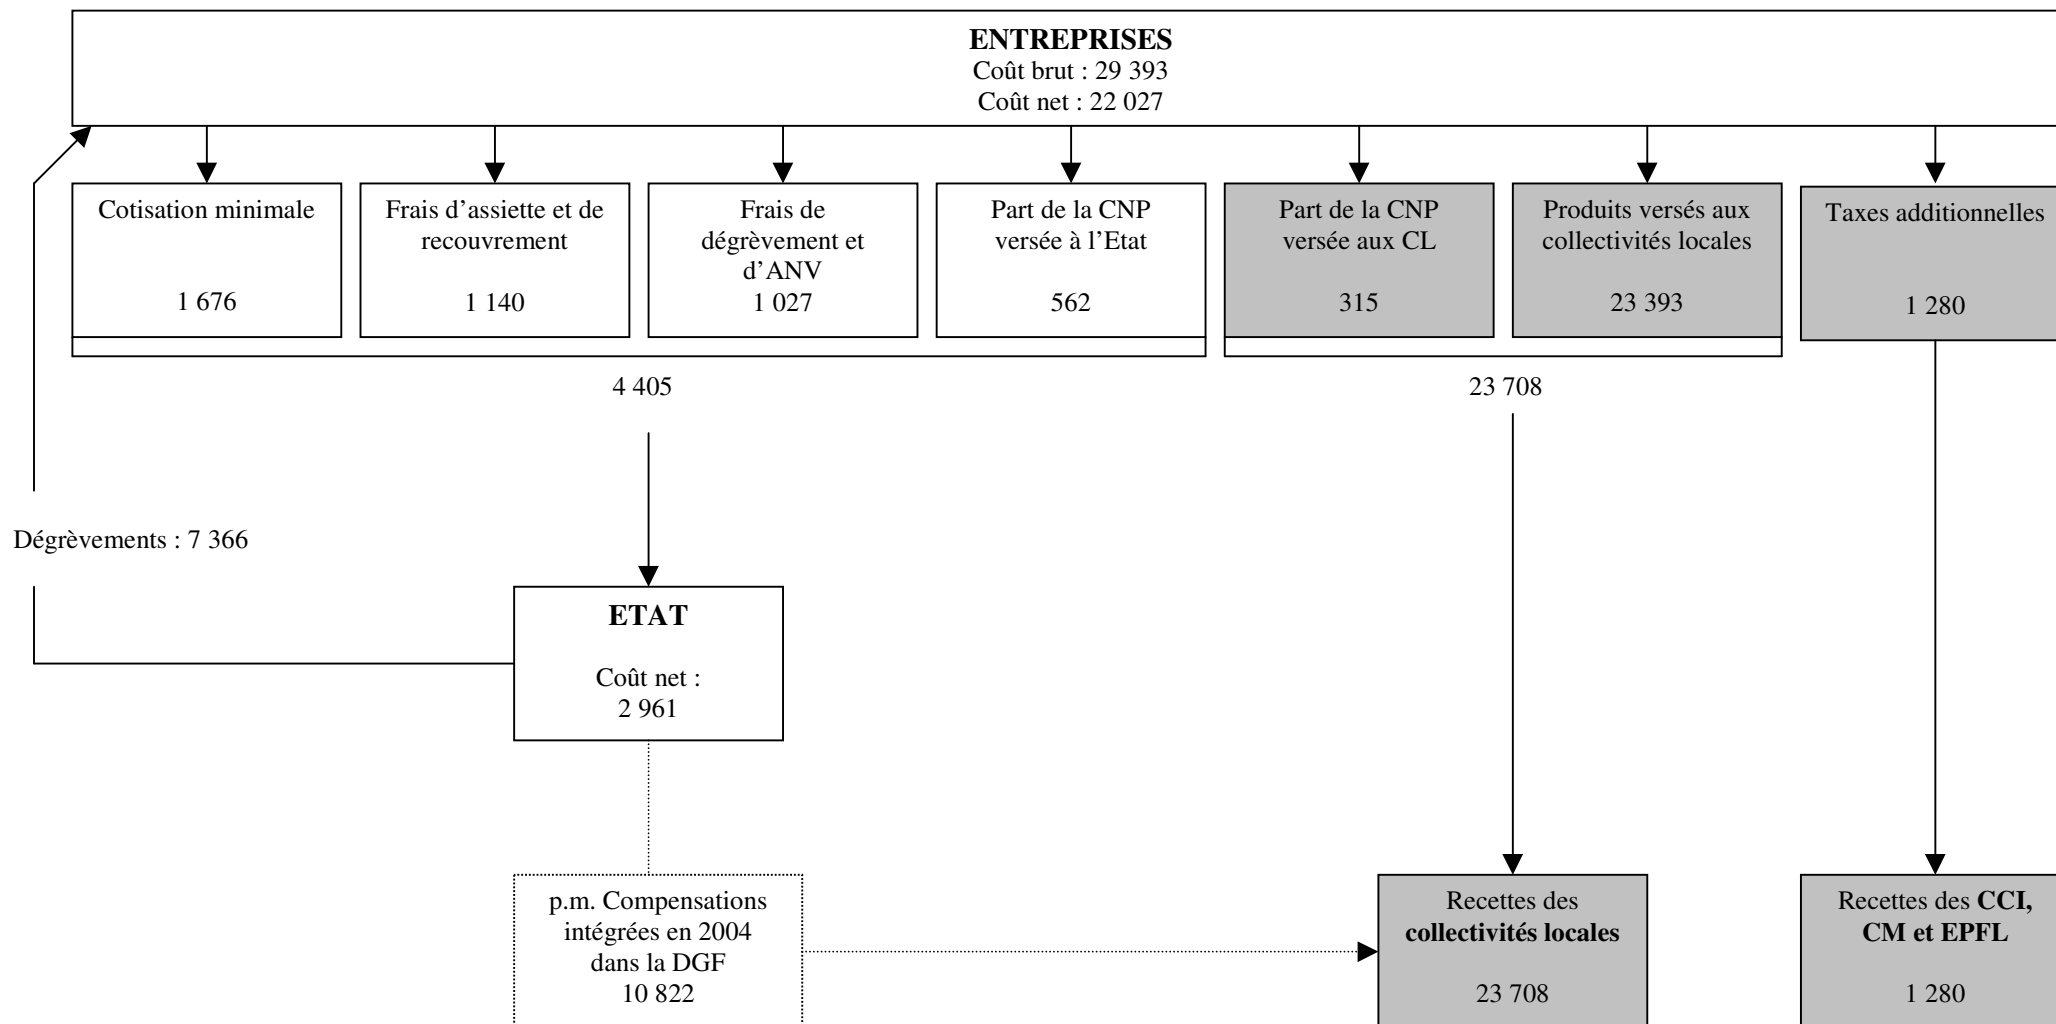 ENTREPRISES
Coût brut : 29 393
Coût net : 22 027
Cotisation minimale
1 676
Frais d’assiette et de
recouvrement
1 140
Frais de
dégrèvement et
d’ANV
1 027
Part de la CNP
versée à l’Etat
562
Part de la CNP
versée aux CL
315
Produits versés aux
collectivités locales
23 393
Taxes additionnelles
1 280
4 405
23 708
Dégrèvements : 7 366
ETAT
Coût net :
2 961
p.m. Compensations
intégrées en 2004
dans la DGF
10 822
Recettes des
collectivités locales
23 708
Recettes des CCI,
CM et EPFL
1 280